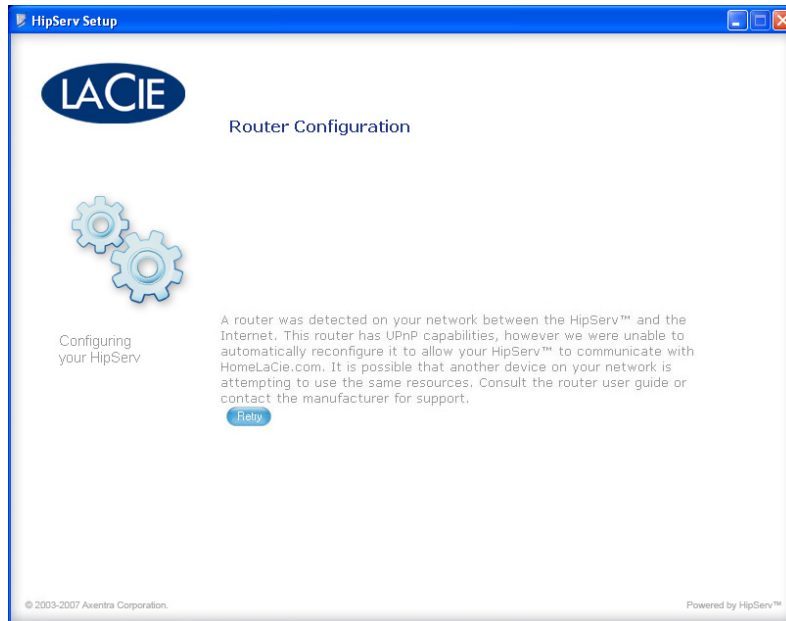 HipServ Setup
LACIE
Router Configuration
Configuring
your HipServ
A router was detected on your network between the HipServ™ and the
Internet. This router has UPnP capabilities, however we were unable to
automatically reconfigure it to allow your HipServ™ to communicate with
HomeLaCie.com. It is possible that another device on your network is
attempting to use the same resources. Consult the router user guide or
contact the manufacturer for support.
Retry
© 2003-2007 Axentra Corporation.
Powered by HipServ™